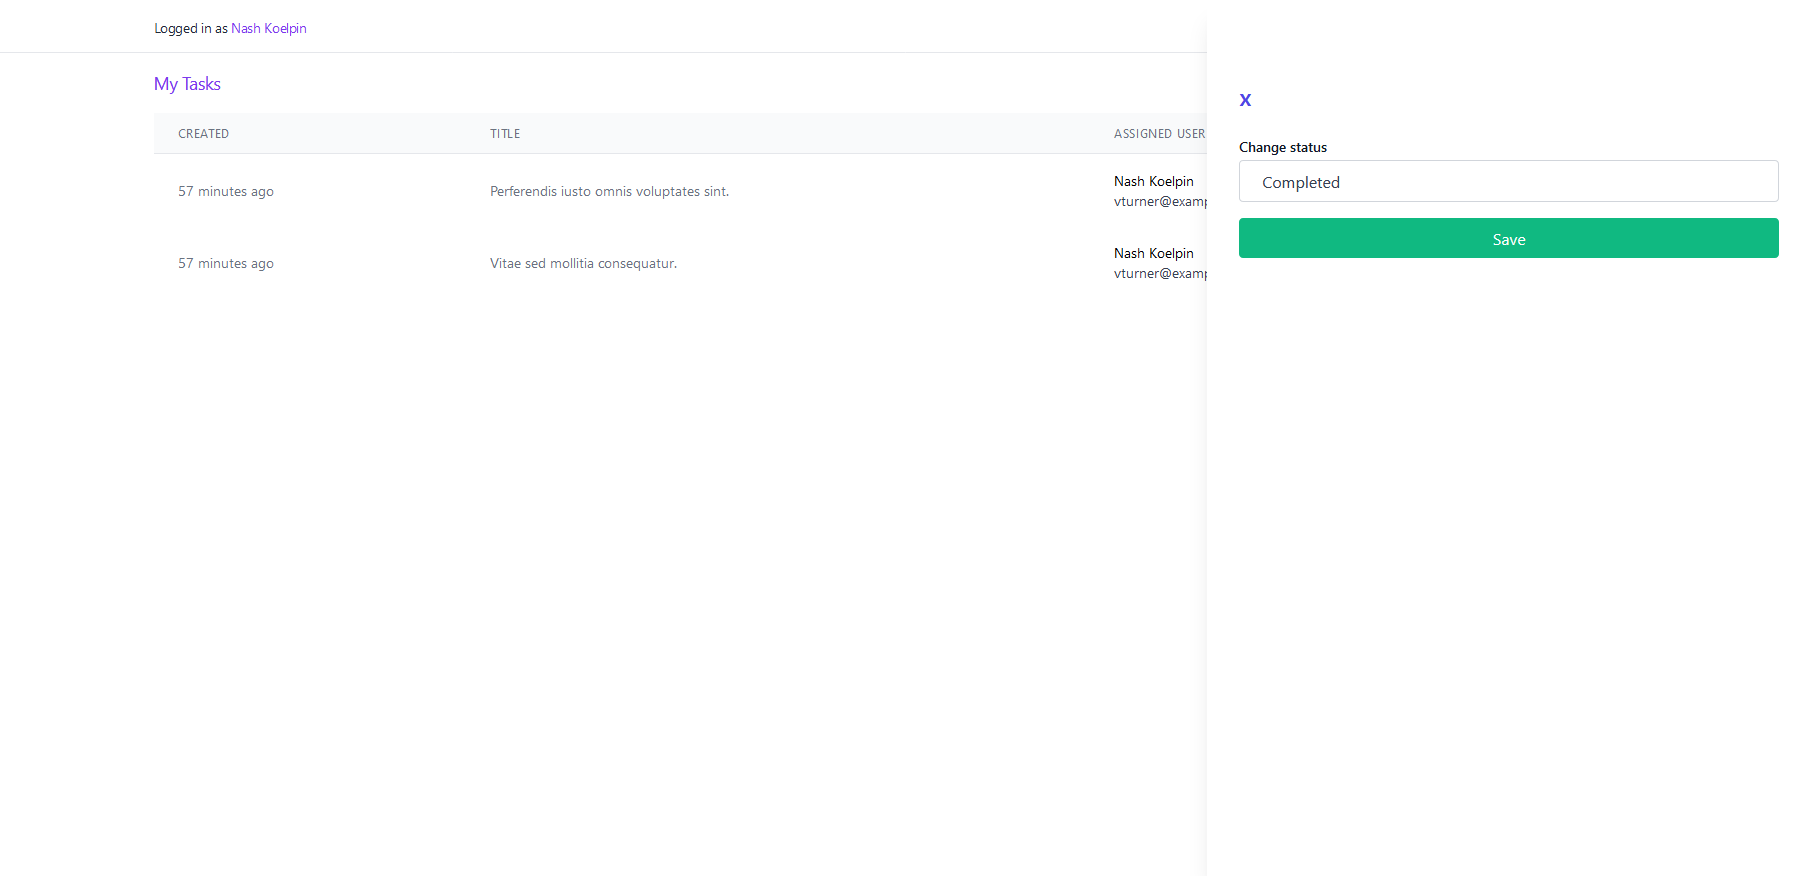 Logged in as Nash Koelpin
My Tasks
CREATED TITLE ASSIGNED USER
57 minutes ago Perferendis iusto omnis voluptates sint. Nash Koelpin
vturner@examp
57 minutes ago Vitae sed mollitia consequatur. Nash Koelpin
vturner@examp
X
Change status
Completed
Save